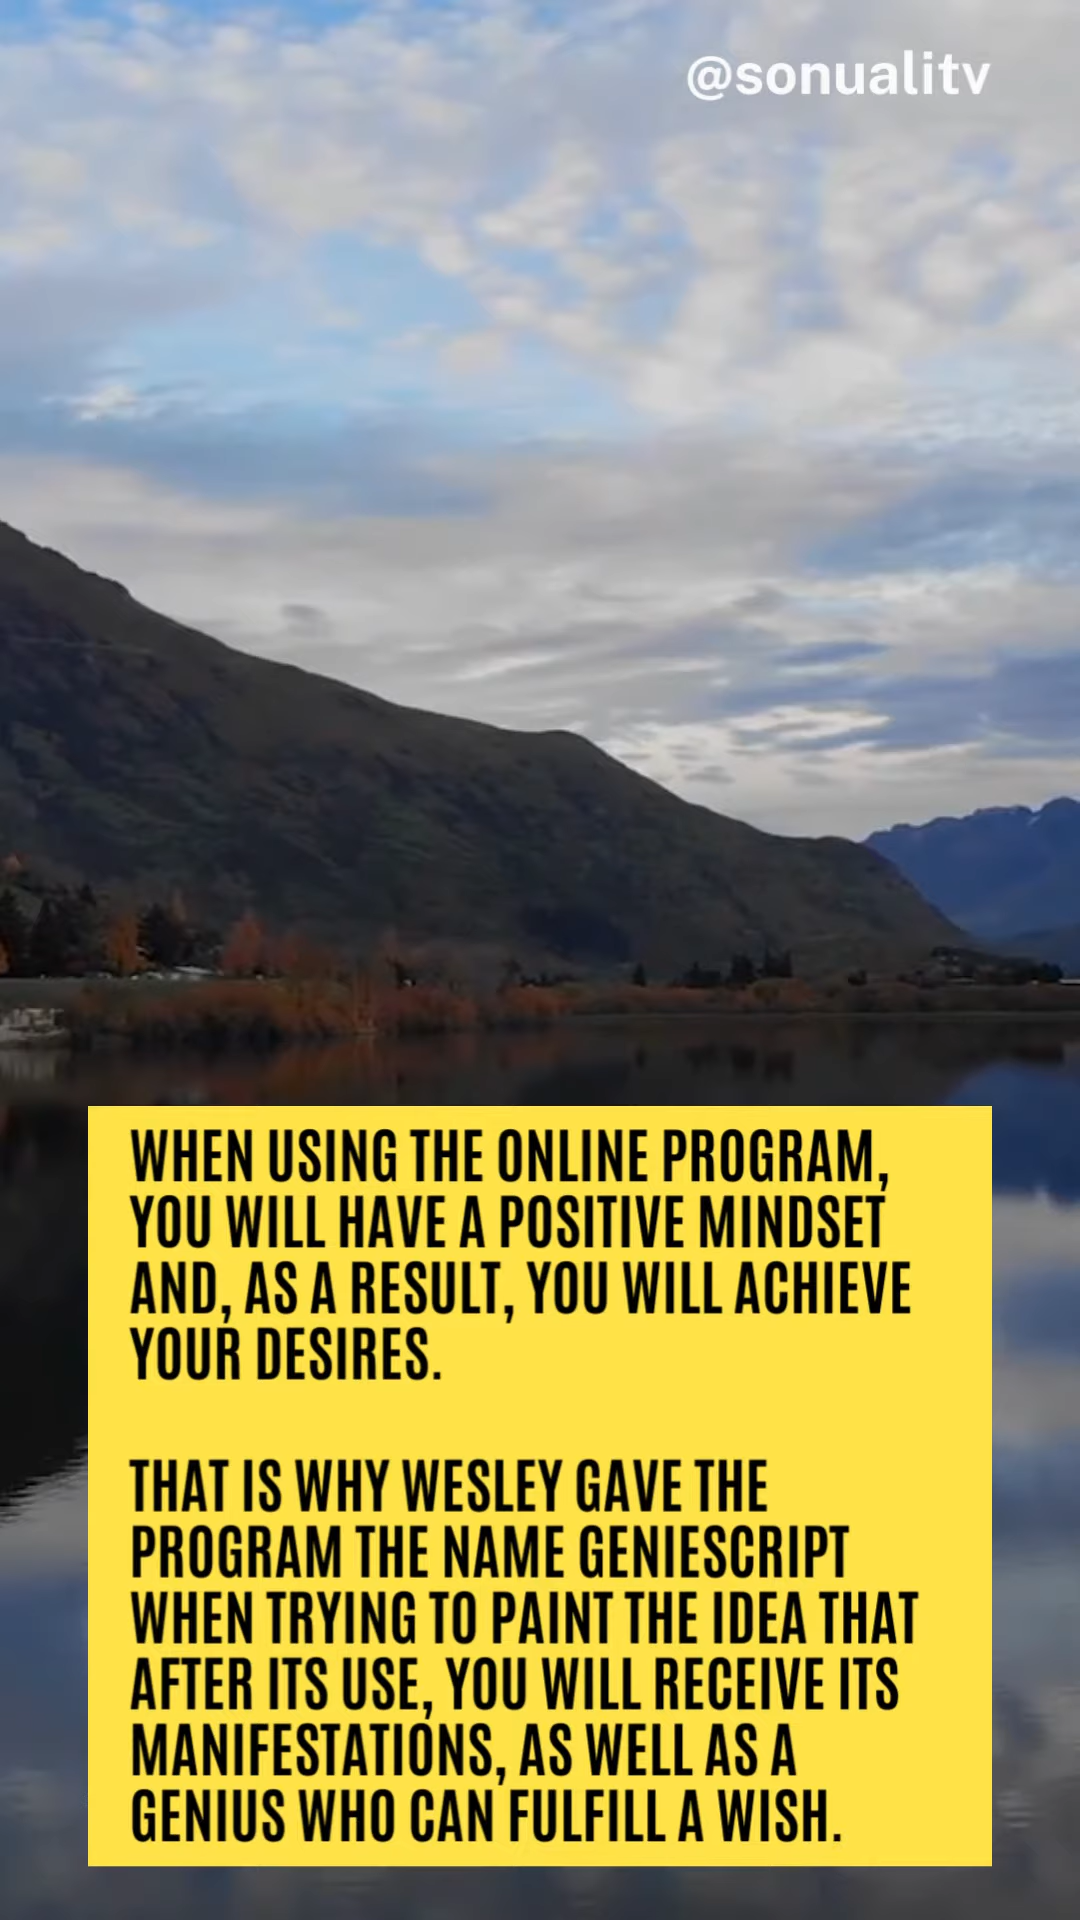 @sonualitv
WHEN USING THE ONLINE PROGRAM,
YOU WILL HAVE A POSITIVE MINDSET
AND, AS A RESULT, YOU WILL ACHIEVE
YOUR DESIRES.
THAT IS WHY WESLEY GAVE THE
PROGRAM THE NAME GENIESCRIPT
WHEN TRYING TO PAINT THE IDEA THAT
AFTER ITS USE, YOU WILL RECEIVE ITS
MANIFESTATIONS, AS WELL AS A
GENIUS WHO CAN FULFILL A WISH.